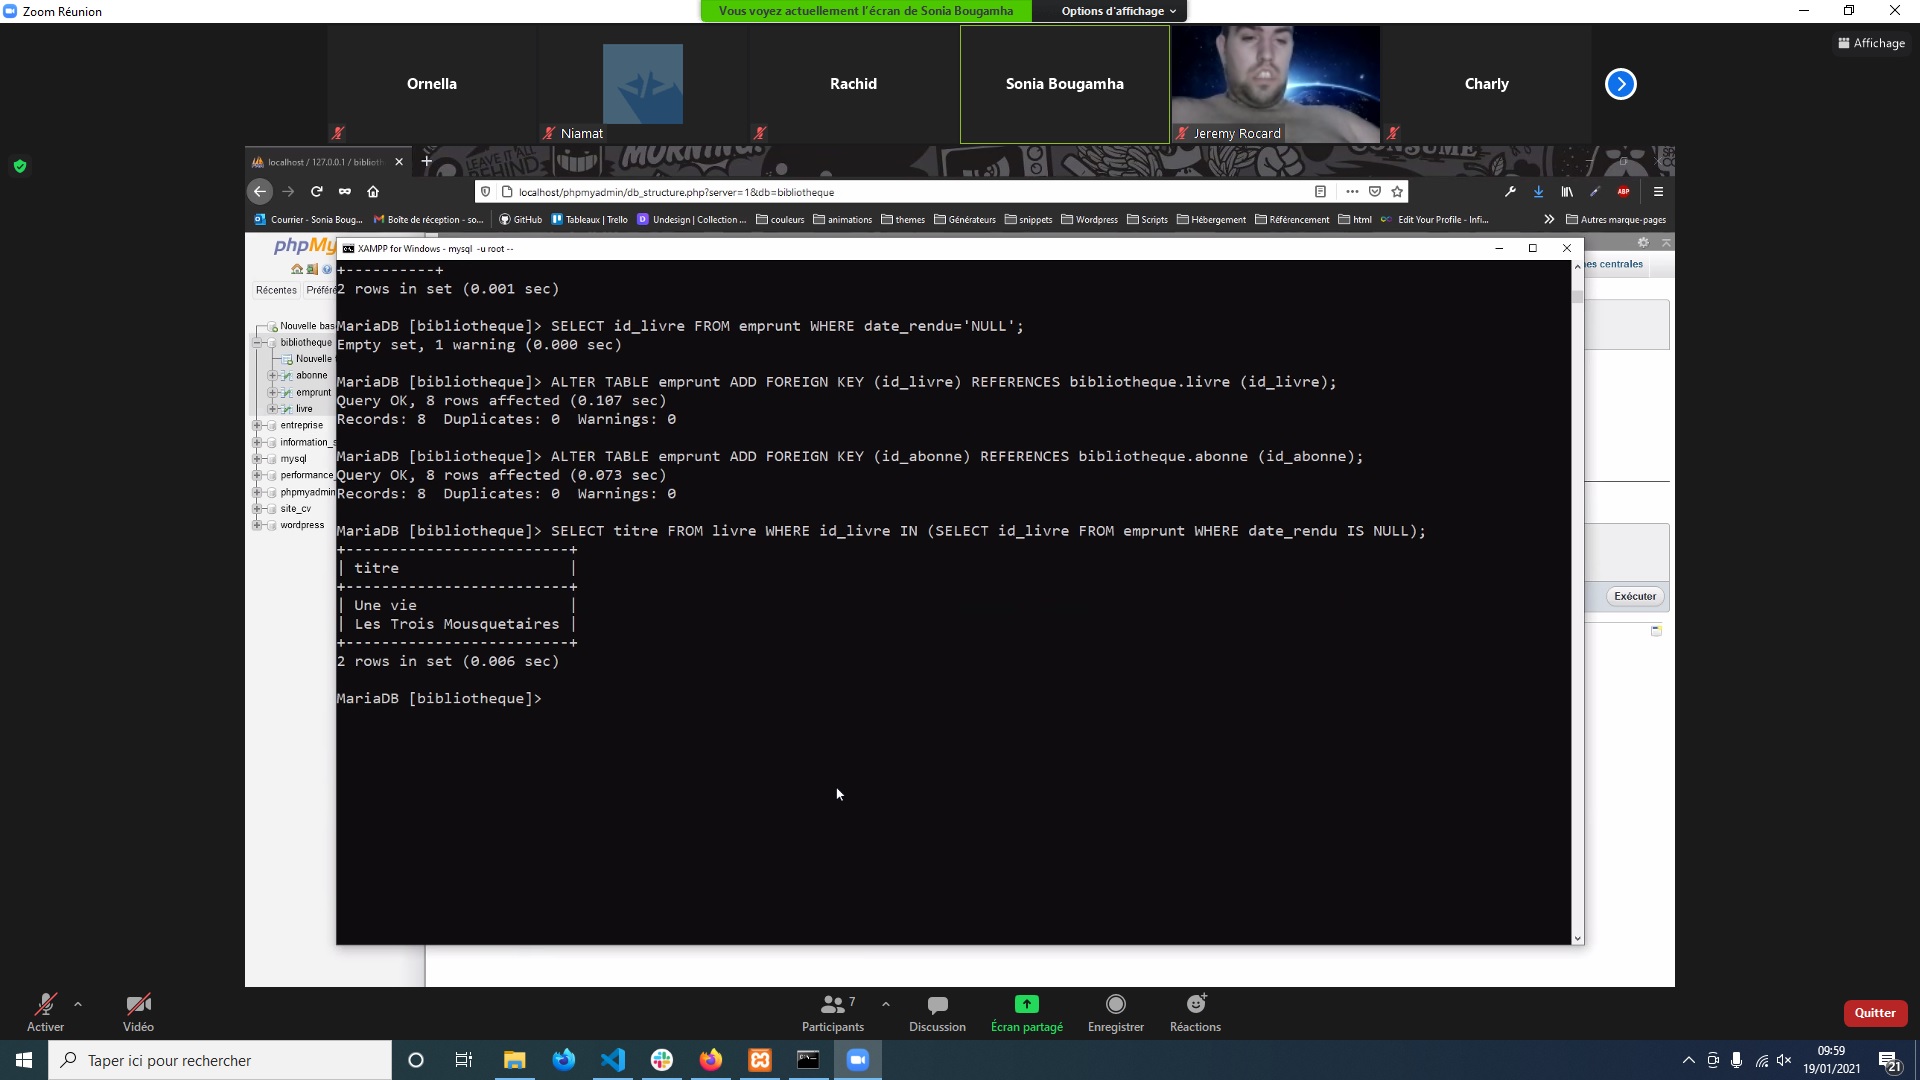 Zoom Réunion
Vous voyez actuellement l'écran de Sonia Bougamha
Options d'affichage
Affichage
Ornella
Niamat
Rachid
Sonia Bougamha
Jeremy Rocard
Charly
localhost / 127.0.0.1 / biblioth
localhost/phpmyadmin/db_structure.php?server=1&db=bibliotheque
Courrier - Sonia Boug...
Boîte de réception - so...
GitHub
Tableaux | Trello
Undesign | Collection ...
couleurs
animations
themes
Générateurs
snippets
Wordpress
Scripts
Hébergement
Référencement
html
Edit Your Profile - Infi...
Autres marque-pages
phpMy
XAMPP for Windows - mysql -u root --
Récentes
Préféré
Nouvelle bas
bibliotheque
Nouvelle
abonne
emprunt
livre
entreprise
information_s
mysql
performance_
phpmyadmin
site_cv
wordpress
es centrales
Exécuter
+----------+
2 rows in set (0.001 sec)
MariaDB [bibliotheque]> SELECT id_livre FROM emprunt WHERE date_rendu='NULL';
Empty set, 1 warning (0.000 sec)
MariaDB [bibliotheque]> ALTER TABLE emprunt ADD FOREIGN KEY (id_livre) REFERENCES bibliotheque.livre (id_livre);
Query OK, 8 rows affected (0.107 sec)
Records: 8  Duplicates: 0  Warnings: 0
MariaDB [bibliotheque]> ALTER TABLE emprunt ADD FOREIGN KEY (id_abonne) REFERENCES bibliotheque.abonne (id_abonne);
Query OK, 8 rows affected (0.073 sec)
Records: 8  Duplicates: 0  Warnings: 0
MariaDB [bibliotheque]> SELECT titre FROM livre WHERE id_livre IN (SELECT id_livre FROM emprunt WHERE date_rendu IS NULL);
+-------------------------+
| titre                   |
+-------------------------+
| Une vie                 |
| Les Trois Mousquetaires |
+-------------------------+
2 rows in set (0.006 sec)
MariaDB [bibliotheque]>
Activer
Vidéo
7
Participants
Discussion
Écran partagé
Enregistrer
Réactions
Quitter
Taper ici pour rechercher
09:59
19/01/2021
21